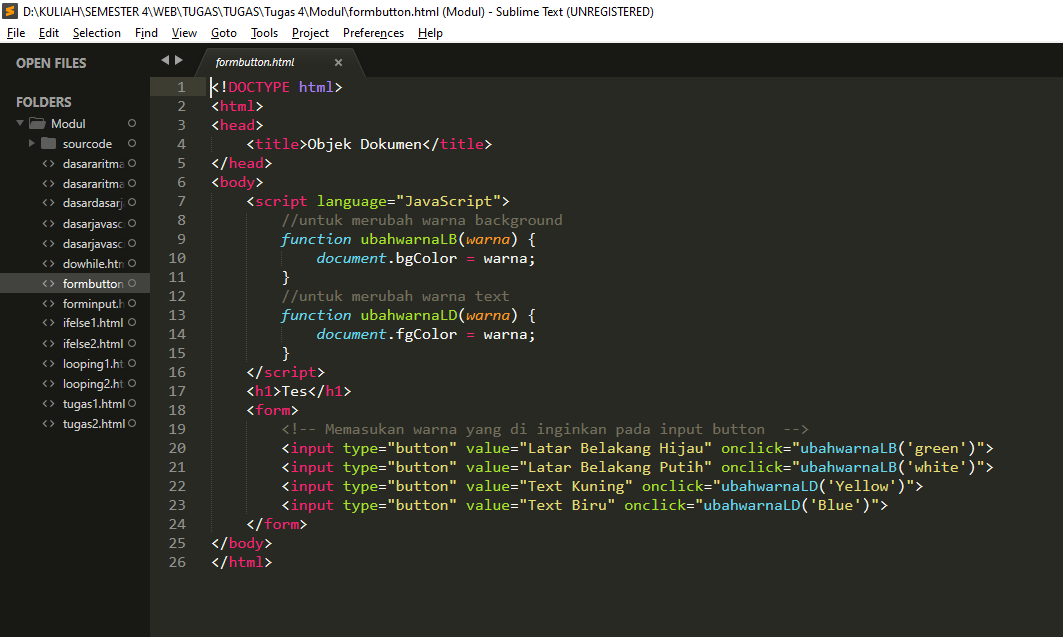 D:\KULIAH\SEMESTER 4\WEB\TUGAS\TUGAS\Tugas 4\Modul\formbutton.html (Modul) - Sublime Text (UNREGISTERED)
File Edit Selection Find View Goto Tools Project Preferences Help
OPEN FILES
FOLDERS
Modul
sourcode
dasararitma
dasararitma
dasardasarj
dasarjavasc
dasarjavasc
dowhile.htm
formbutton
forminput.h
ifelse1.html
ifelse2.html
looping1.ht
looping2.ht
tugas1.html
tugas2.html
formbutton.html
1 <!DOCTYPE html>
2 <html>
3 <head>
4     <title>Objek Dokumen</title>
5 </head>
6 <body>
7     <script language="JavaScript">
8         //untuk merubah warna background
9         function ubahwarnaLB(warna) {
10             document.bgColor = warna;
11         }
12         //untuk merubah warna text
13         function ubahwarnaLD(warna) {
14             document.fgColor = warna;
15         }
16     </script>
17     <h1>Tes</h1>
18     <form>
19         <!-- Memasukan warna yang di inginkan pada input button  -->
20         <input type="button" value="Latar Belakang Hijau" onclick="ubahwarnaLB('green')">
21         <input type="button" value="Latar Belakang Putih" onclick="ubahwarnaLB('white')">
22         <input type="button" value="Text Kuning" onclick="ubahwarnaLD('Yellow')">
23         <input type="button" value="Text Biru" onclick="ubahwarnaLD('Blue')">
24     </form>
25 </body>
26 </html>